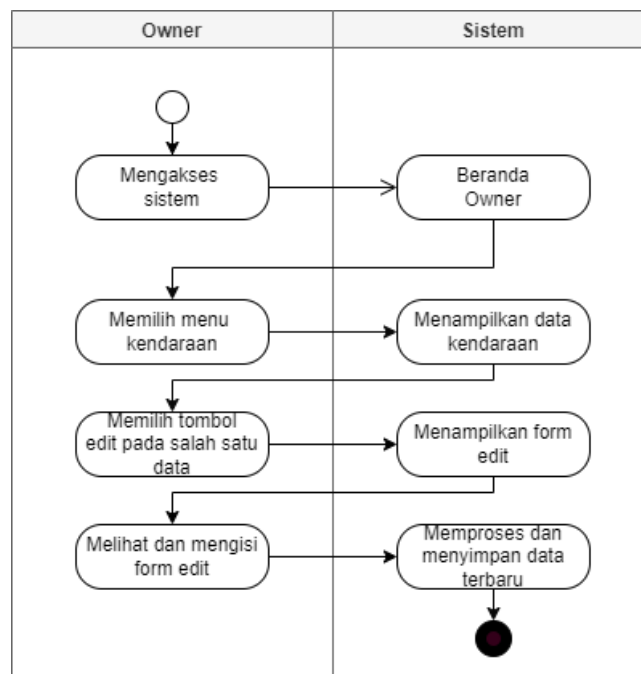 Owner
Sistem
Mengakses
sistem
Beranda
Owner
Memilih menu
kendaraan
Menampilkan data
kendaraan
Memilih tombol
edit pada salah satu
data
Menampilkan form
edit
Melihat dan mengisi
form edit
Memproses dan
menyimpan data
terbaru